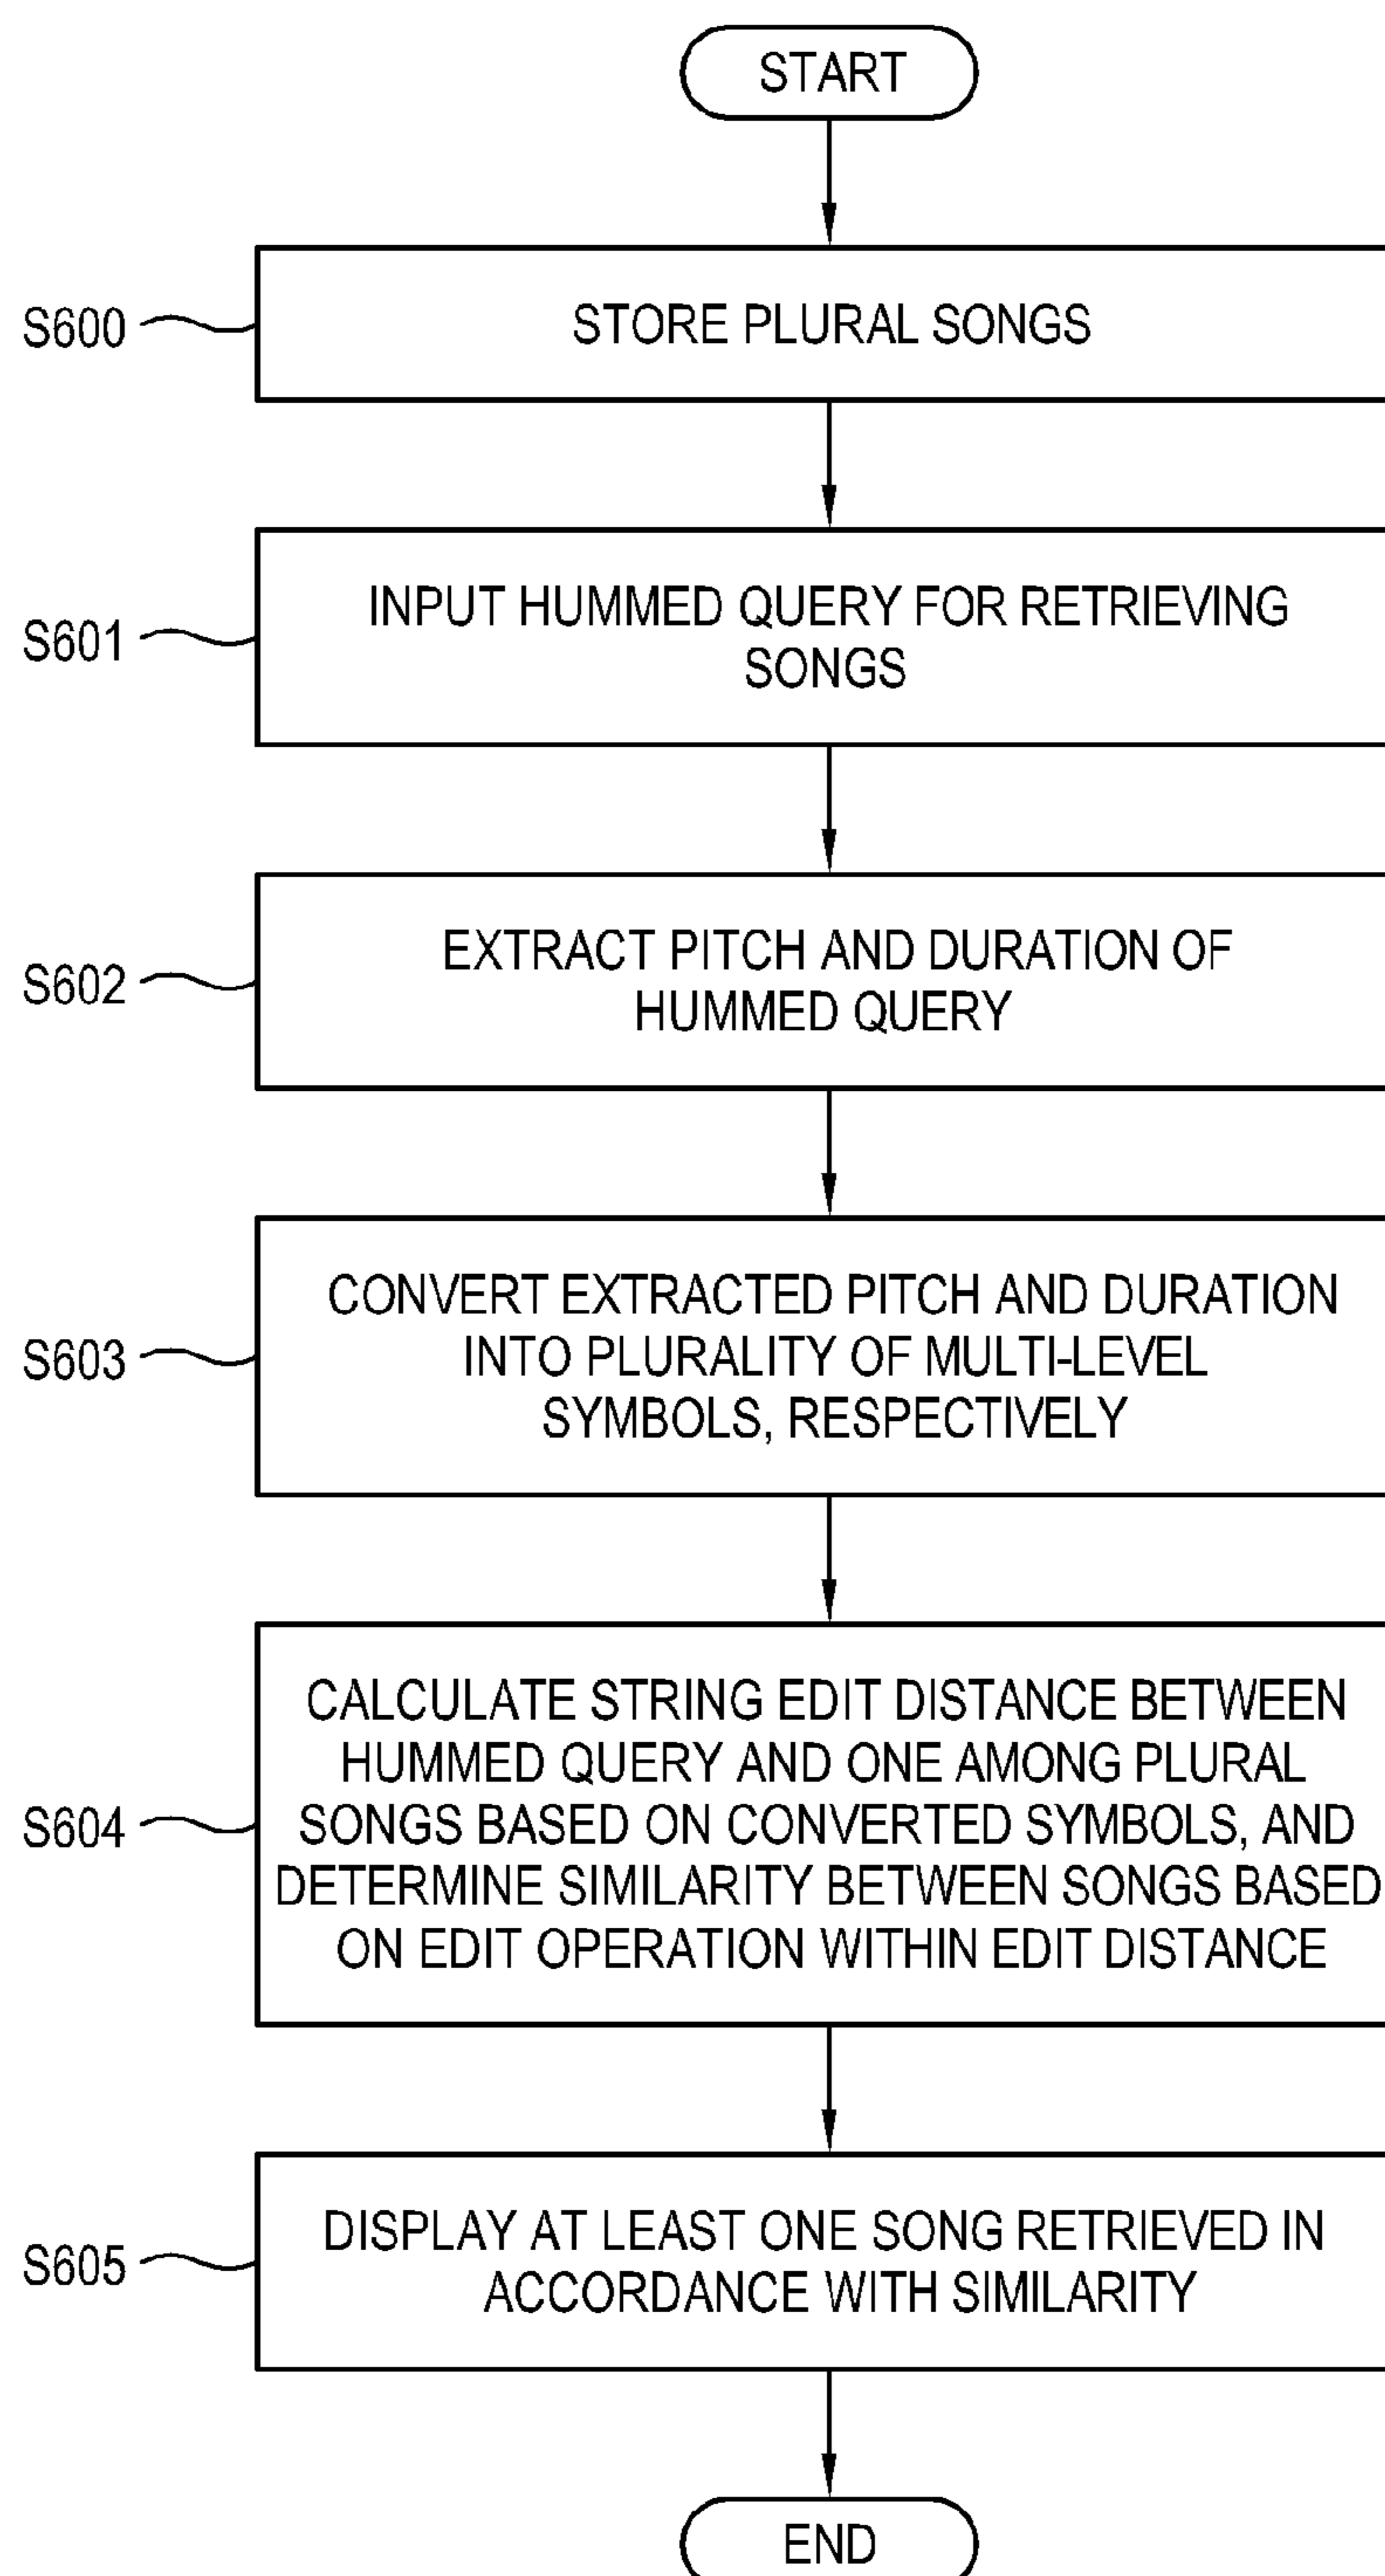 START
S600
STORE PLURAL SONGS
S601
INPUT HUMMED QUERY FOR RETRIEVING
SONGS
S602
EXTRACT PITCH AND DURATION OF
HUMMED QUERY
S603
CONVERT EXTRACTED PITCH AND DURATION
INTO PLURALITY OF MULTI-LEVEL
SYMBOLS, RESPECTIVELY
S604
CALCULATE STRING EDIT DISTANCE BETWEEN
HUMMED QUERY AND ONE AMONG PLURAL
SONGS BASED ON CONVERTED SYMBOLS, AND
DETERMINE SIMILARITY BETWEEN SONGS BASED
ON EDIT OPERATION WITHIN EDIT DISTANCE
S605
DISPLAY AT LEAST ONE SONG RETRIEVED IN
ACCORDANCE WITH SIMILARITY
END